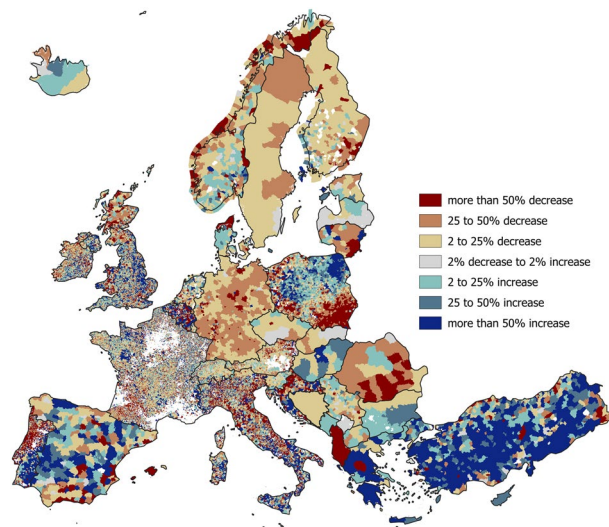 more than 50% decrease
25 to 50% decrease
2 to 25% decrease
2% decrease to 2% increase
2 to 25% increase
25 to 50% increase
more than 50% increase